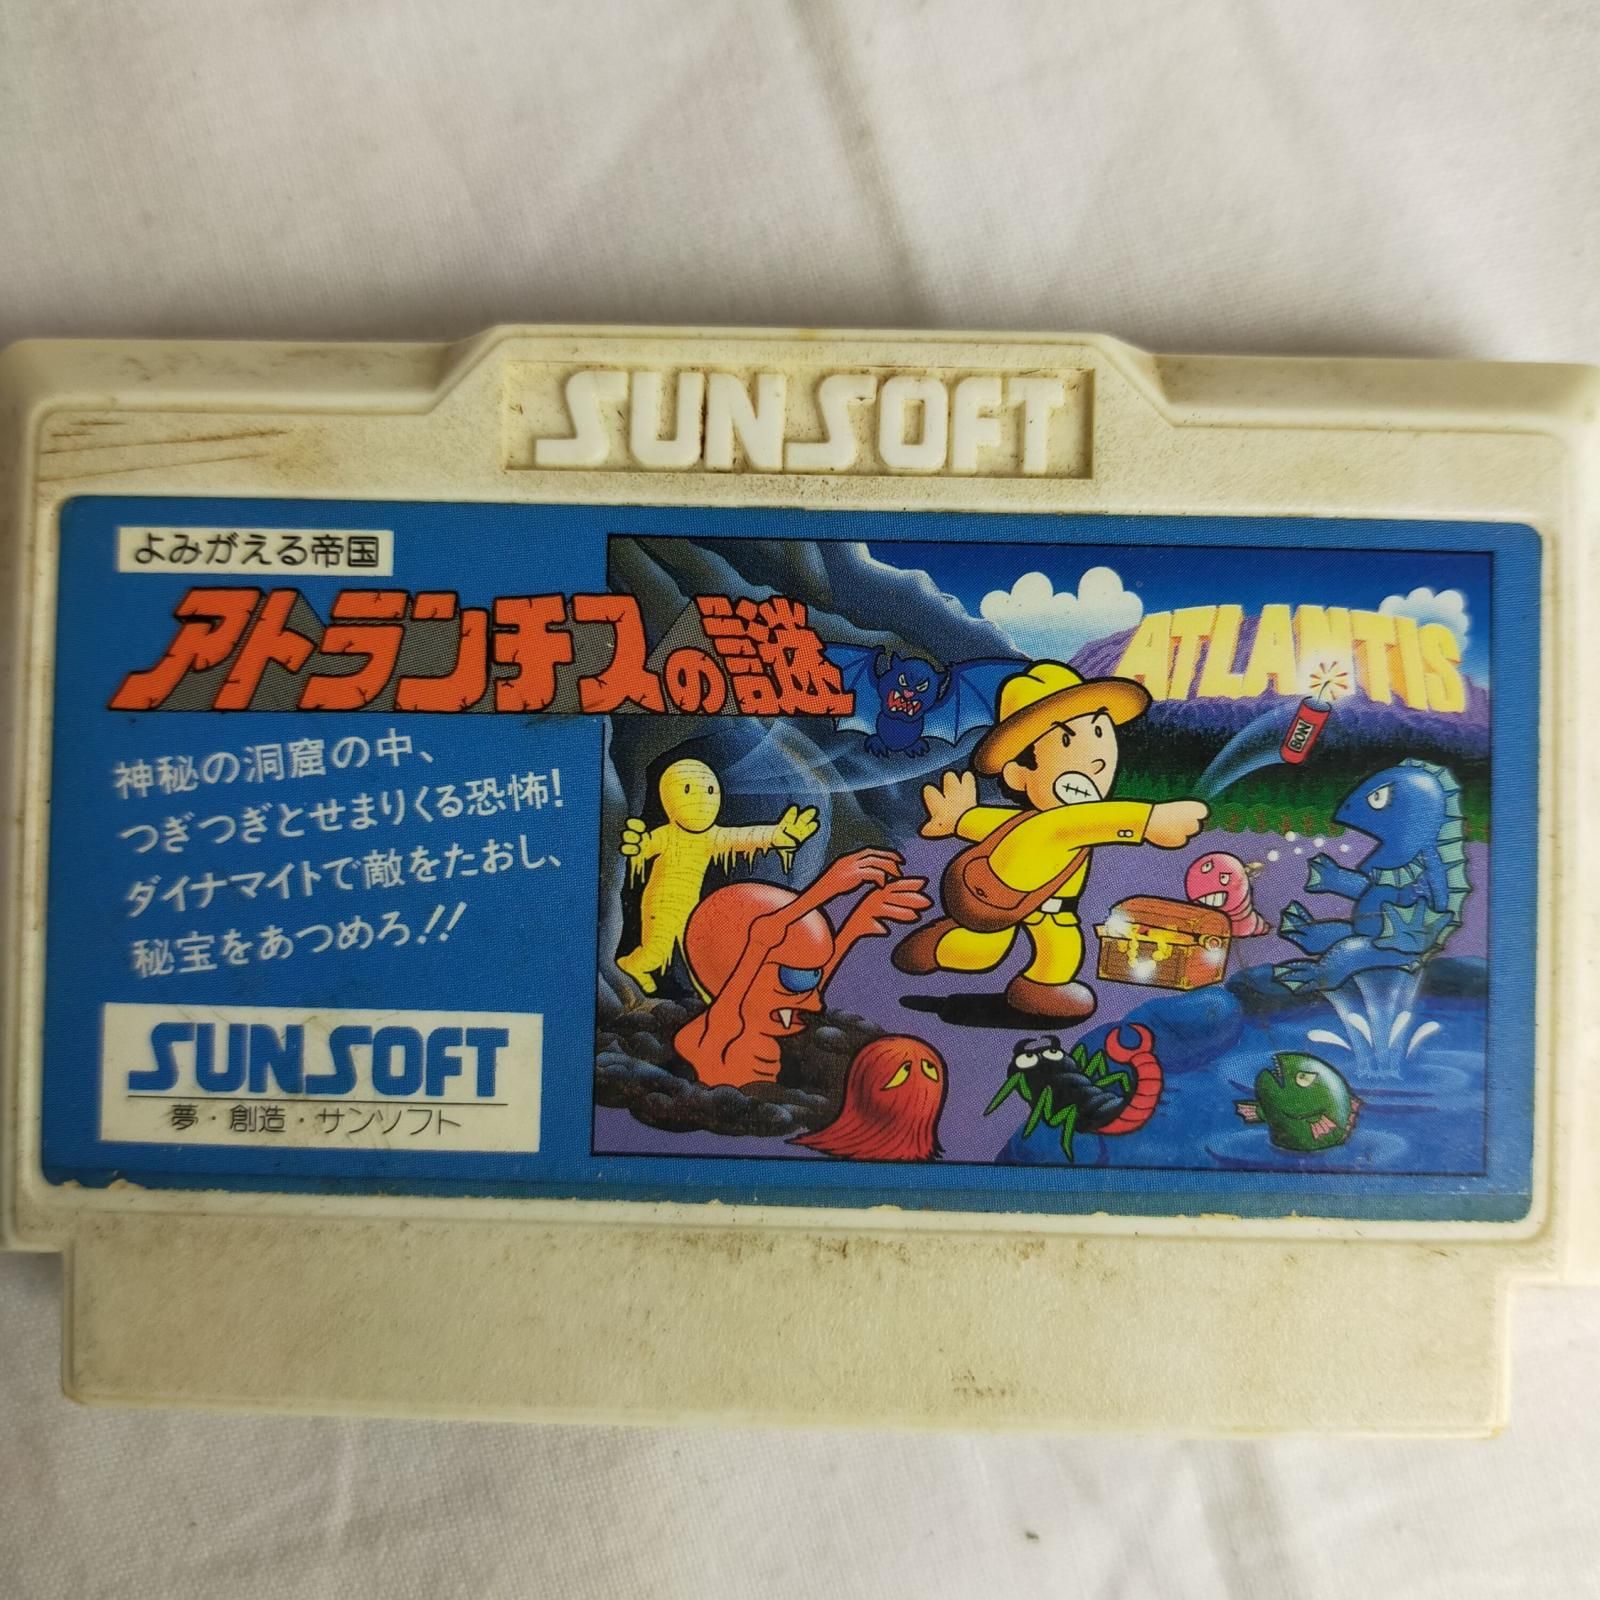 SUNSOFT
よみがえる帝国
アトランチスの謎
神秘の洞窟の中、
つぎつぎとせまりくる恐怖!
ダイナマイトで敵をたおし、
秘宝をあつめろ!!
SUNSOFT
夢・創造・サンソフト
ATLANTIS
BON